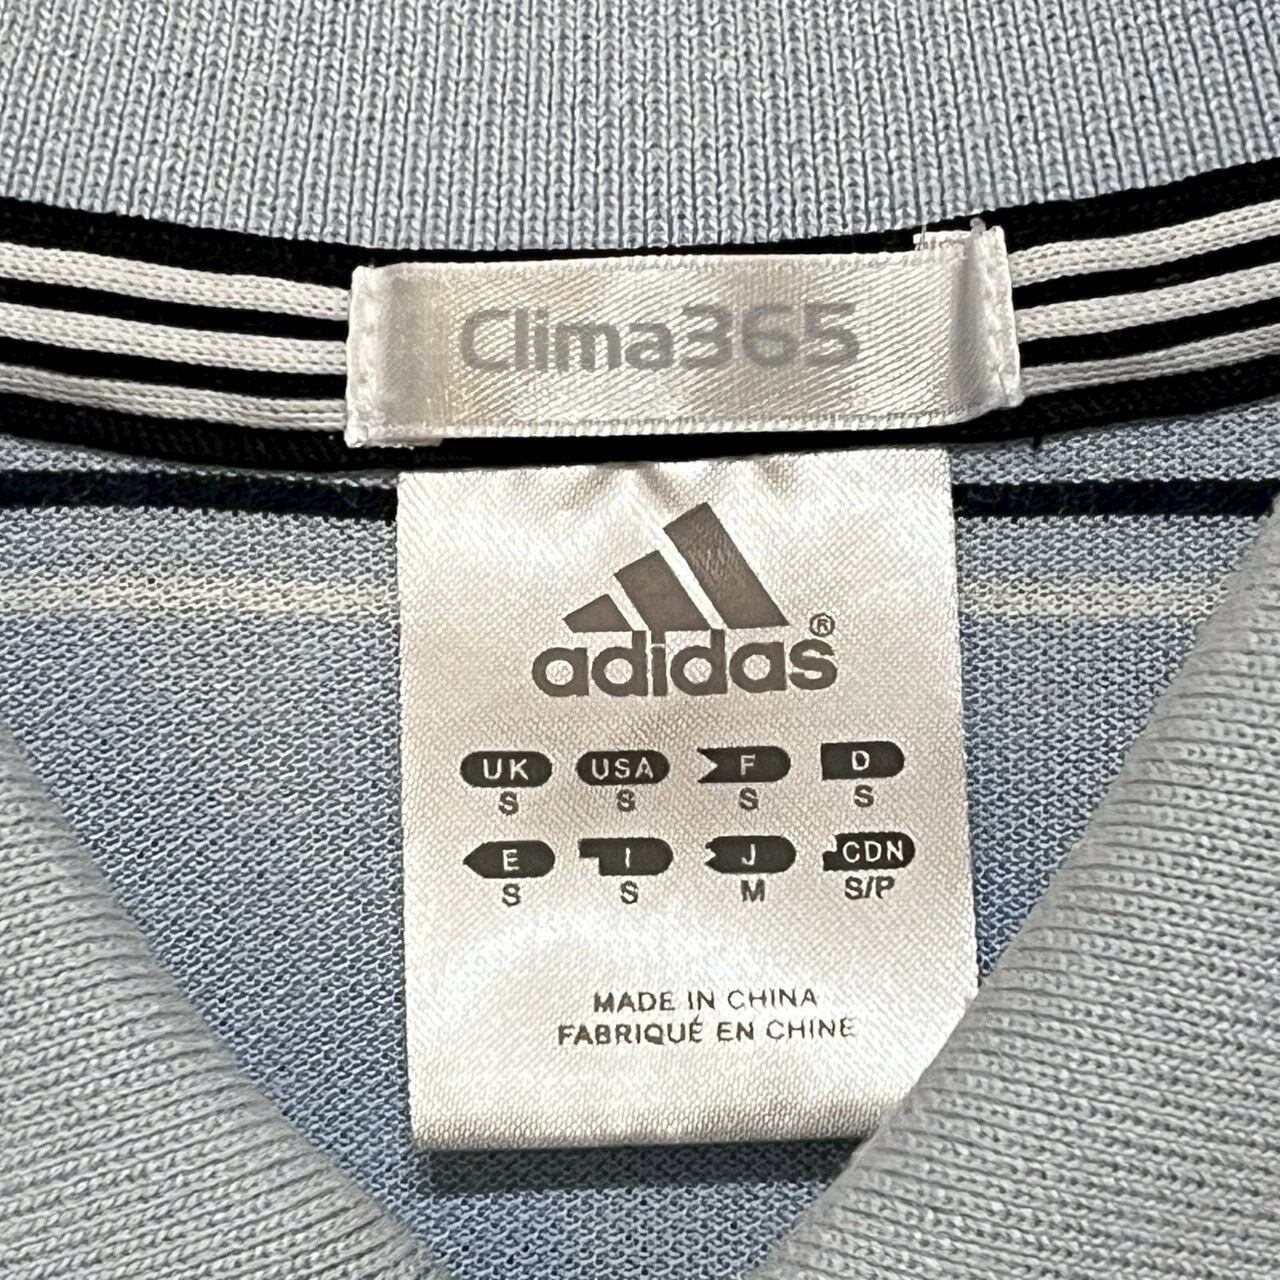 Clima365
adidas®
UK USA F D
S S S S
E I J CDN
S S M S/P
MADE IN CHINA
FABRIQUÉ EN CHINE